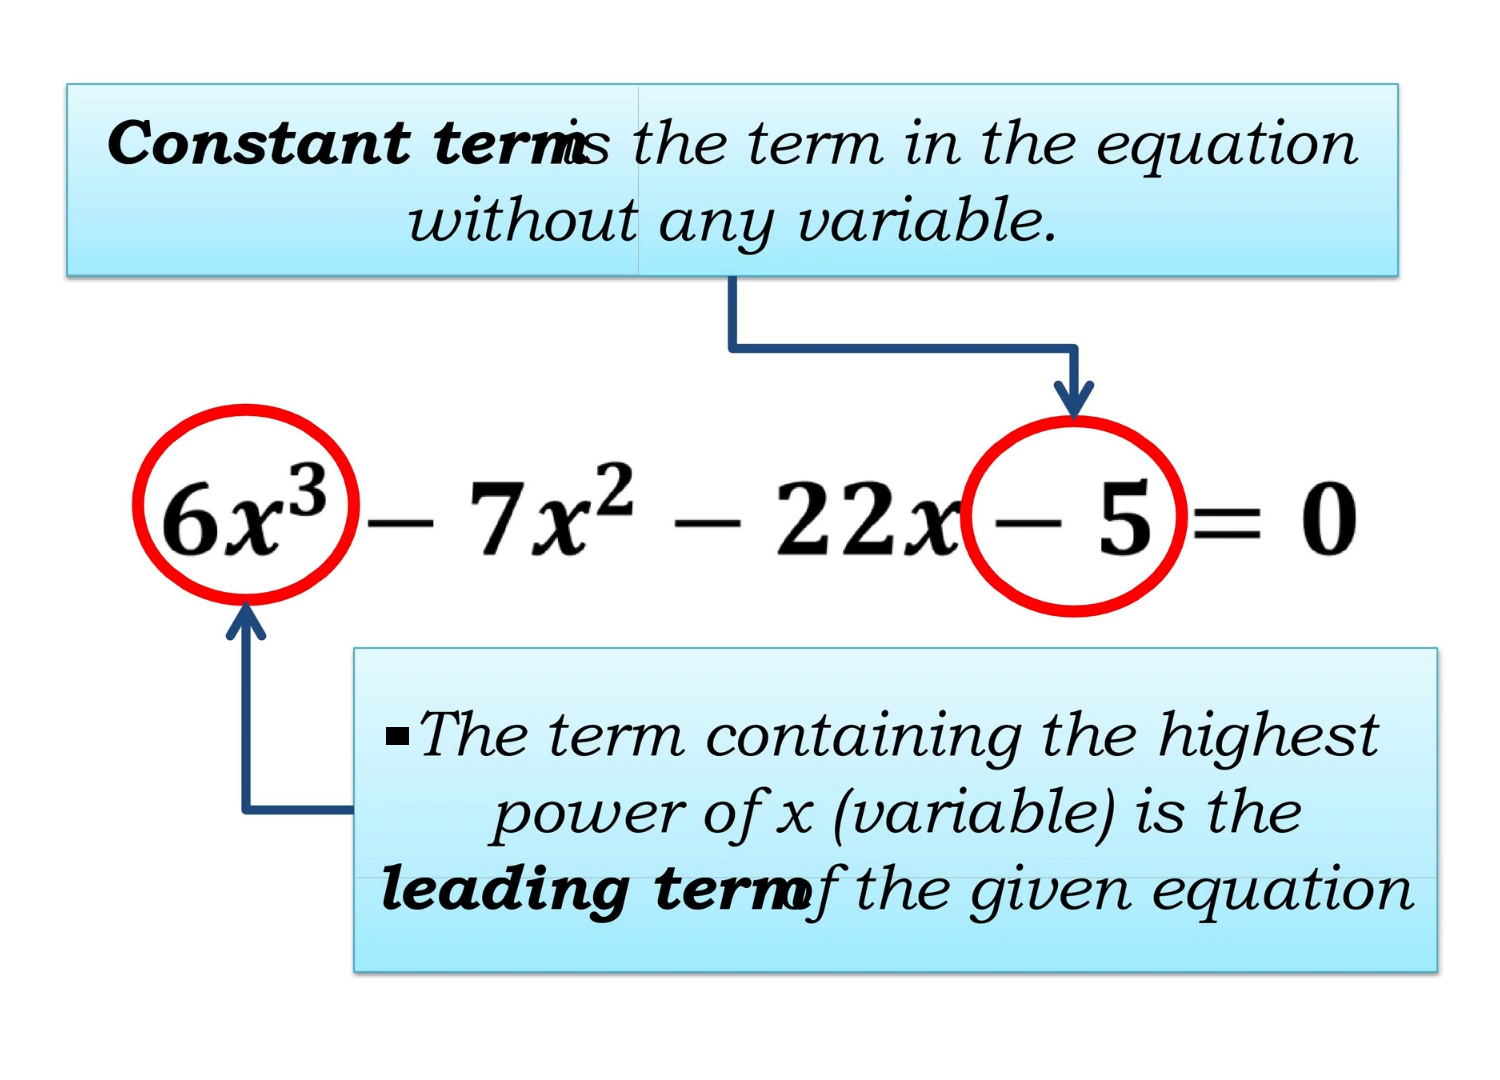 Constant term is the term in the equation
without any variable.
6x³ – 7x² – 22x – 5 = 0
▪The term containing the highest
power of x (variable) is the
leading term of the given equation